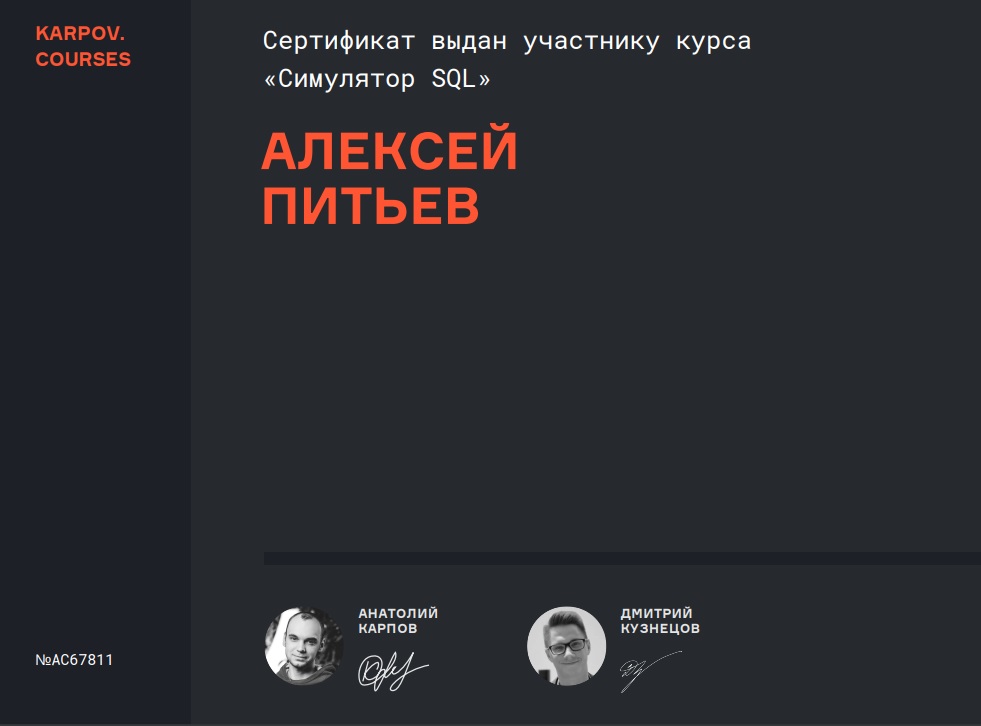 KARPOV.
COURSES
Сертификат выдан участнику курса
«Симулятор SQL»
АЛЕКСЕЙ
ПИТЬЕВ
АНАТОЛИЙ
КАРПОВ
ДМИТРИЙ
КУЗНЕЦОВ
№AC67811